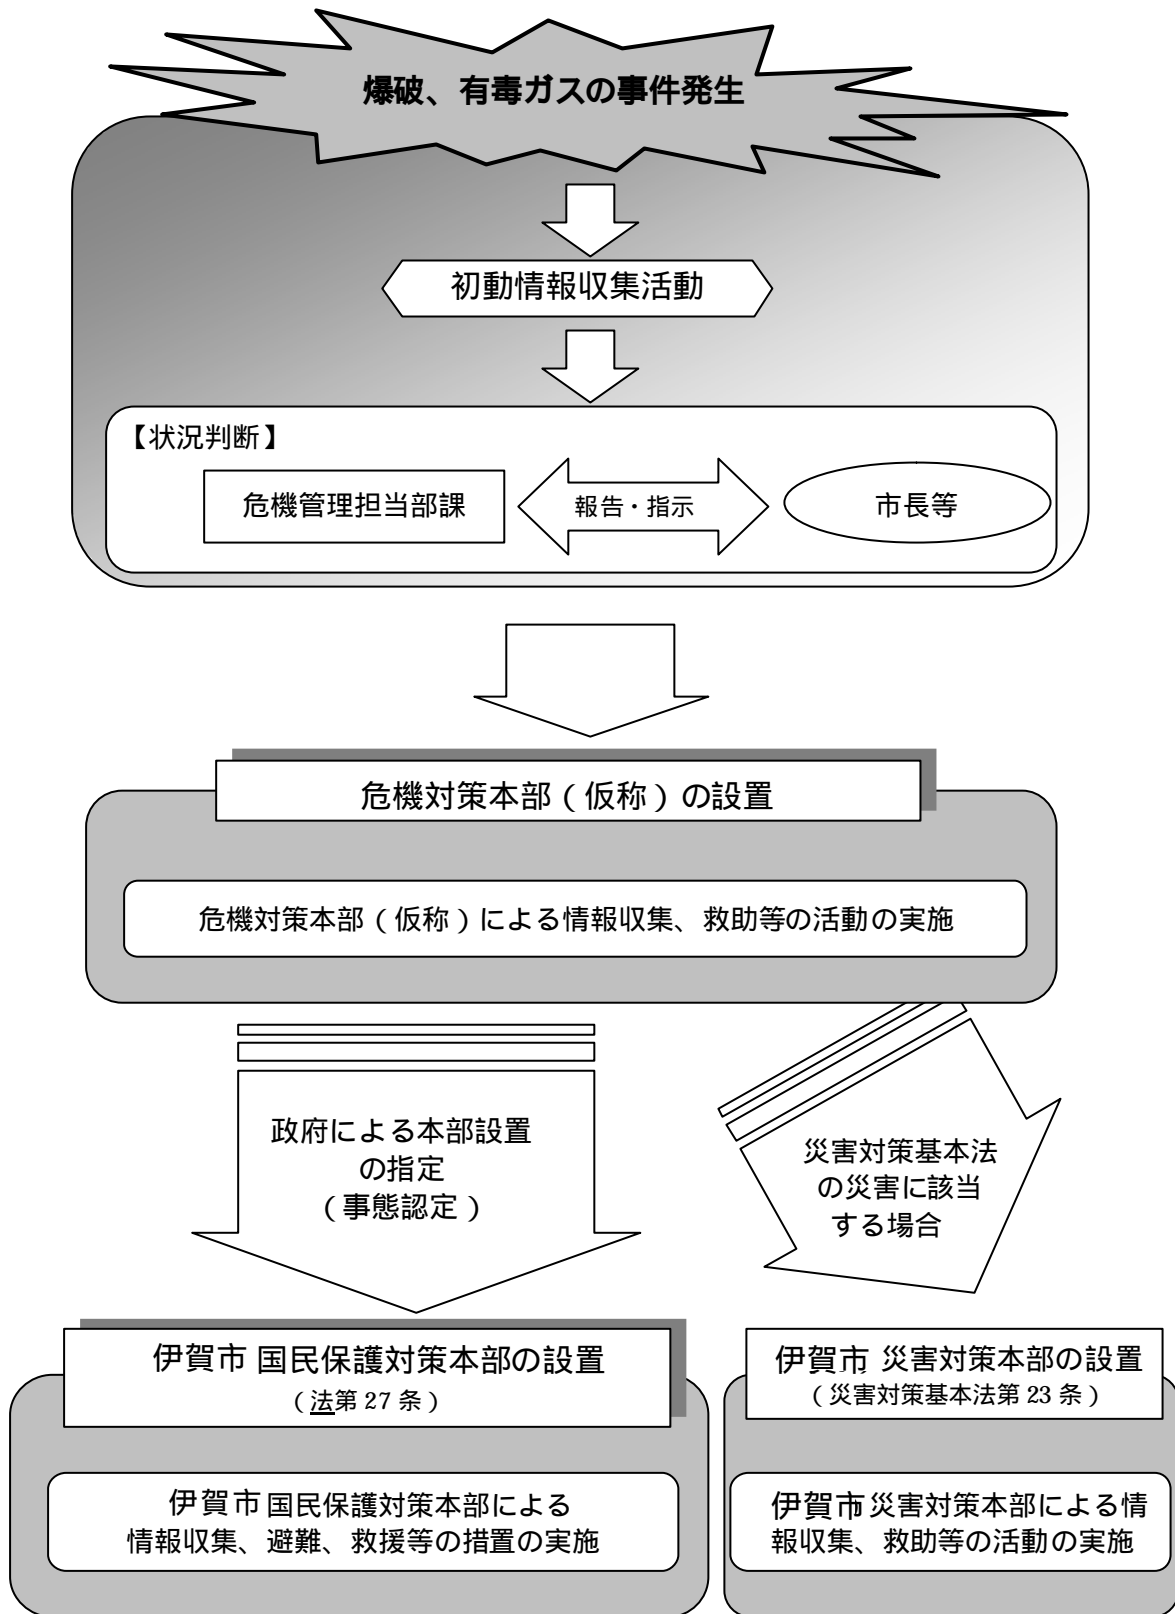 爆破、有毒ガスの事件発生
初動情報収集活動
【状況判断】
危機管理担当部課
報告・指示
市長等
危機対策本部（仮称）の設置
危機対策本部（仮称）による情報収集、救助等の活動の実施
政府による本部設置
の指定
（事態認定）
災害対策基本法
の災害に該当
する場合
伊賀市 国民保護対策本部の設置
（法第 27 条）
伊賀市 国民保護対策本部による
情報収集、避難、救援等の措置の実施
伊賀市 災害対策本部の設置
（災害対策基本法第 23 条）
伊賀市 災害対策本部による情
報収集、救助等の活動の実施